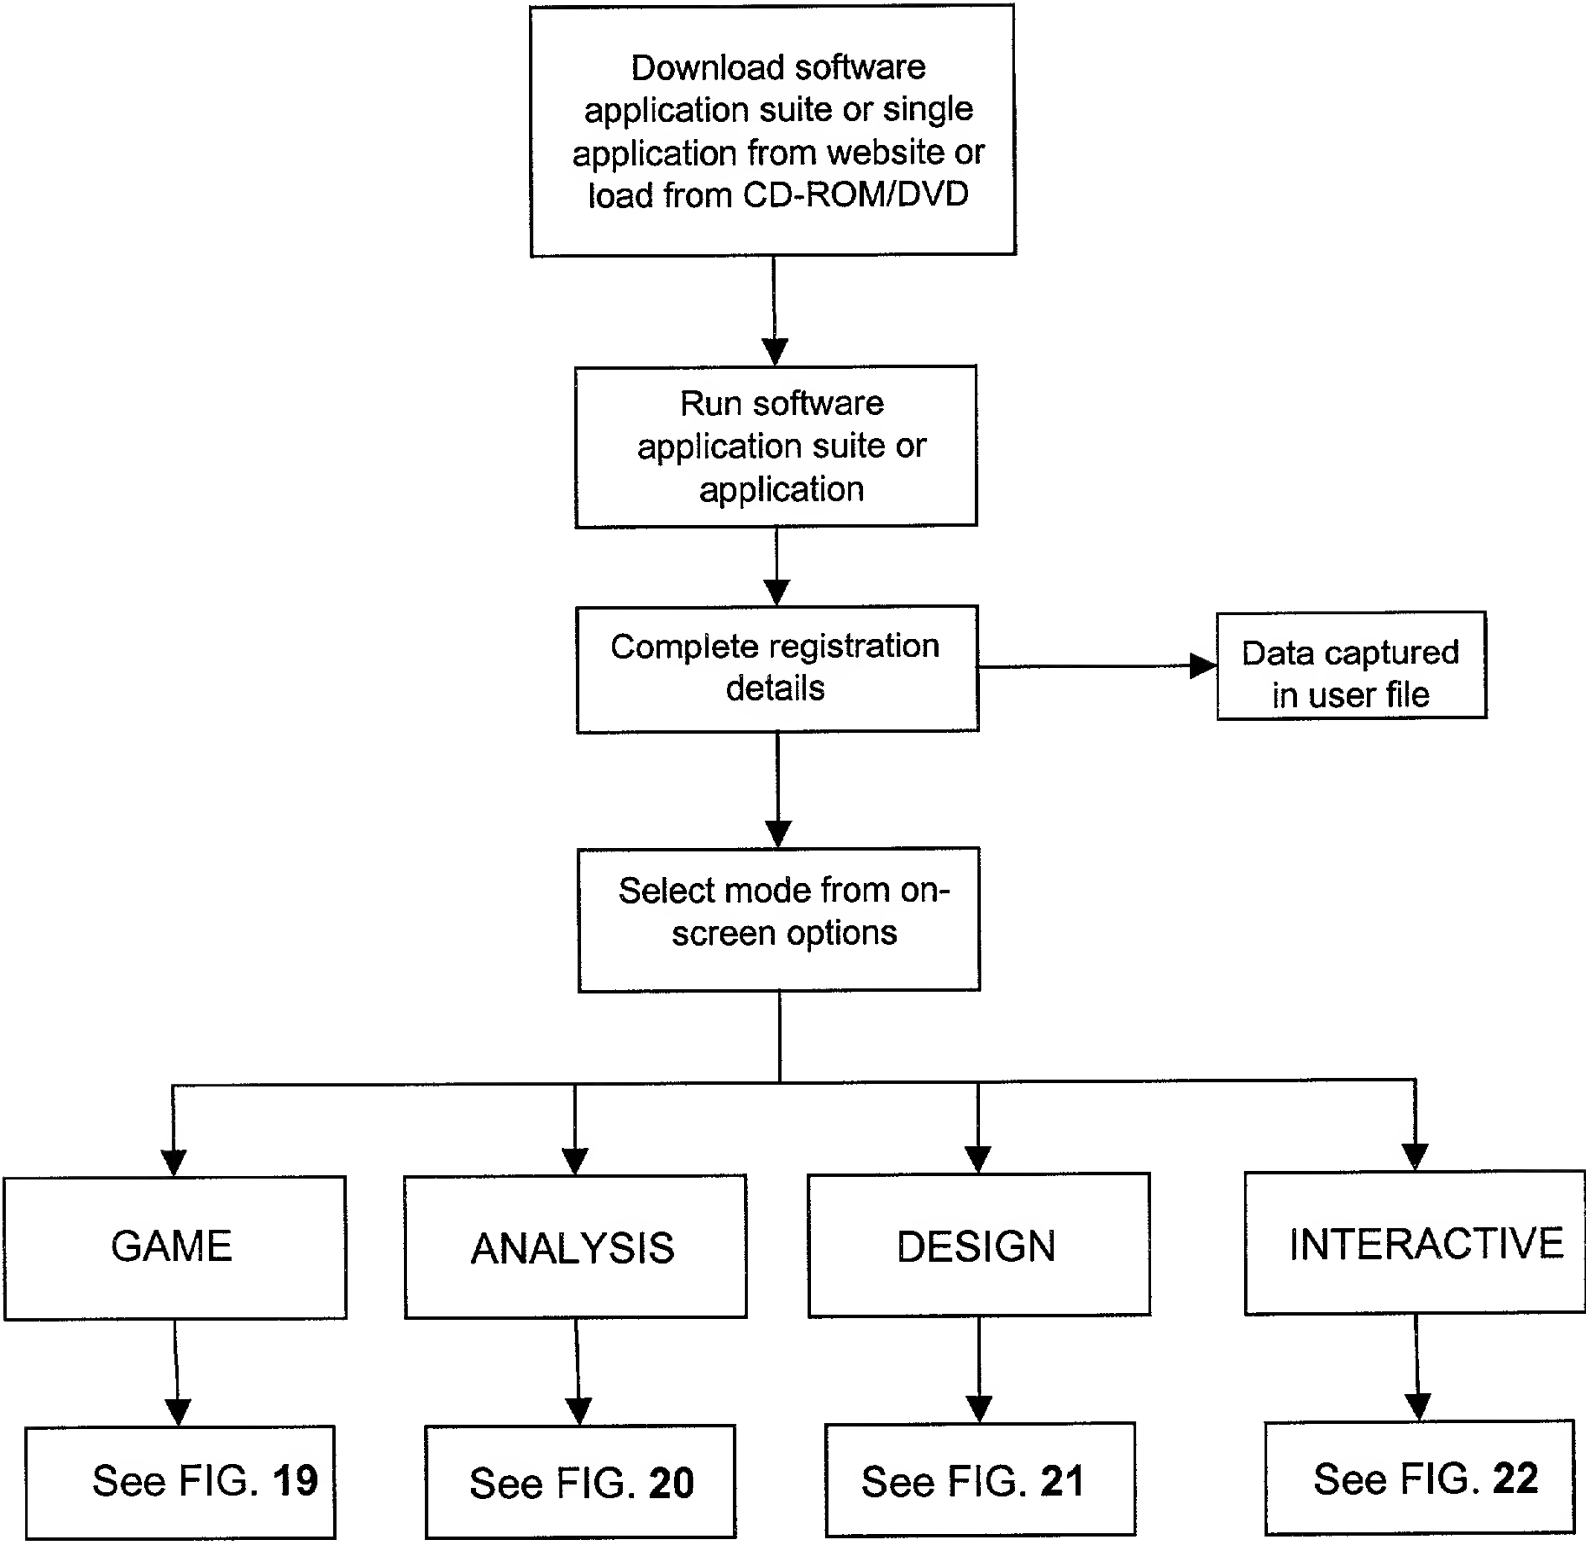 Download software
application suite or single
application from website or
load from CD-ROM/DVD
Run software
application suite or
application
Complete registration
details
Data captured
in user file
Select mode from on-
screen options
GAME
ANALYSIS
DESIGN
INTERACTIVE
See FIG. 19
See FIG. 20
See FIG. 21
See FIG. 22